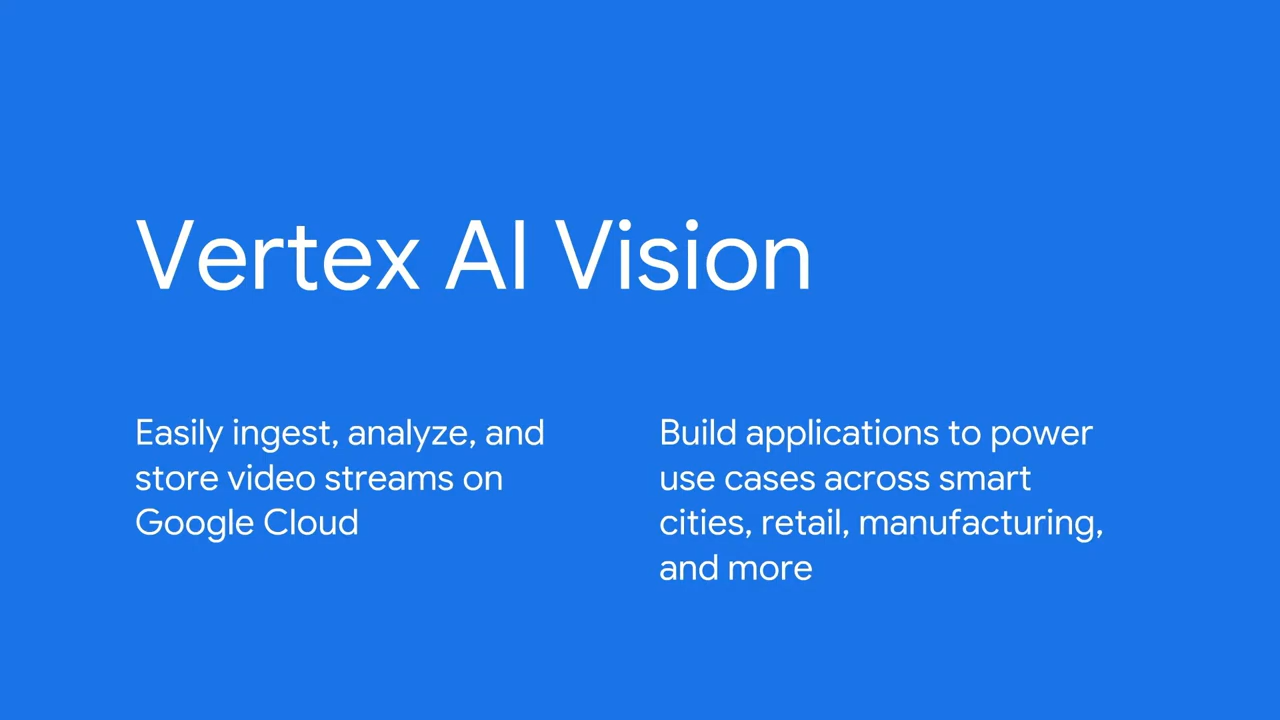 Vertex AI Vision
Easily ingest, analyze, and
store video streams on
Google Cloud
Build applications to power
use cases across smart
cities, retail, manufacturing,
and more